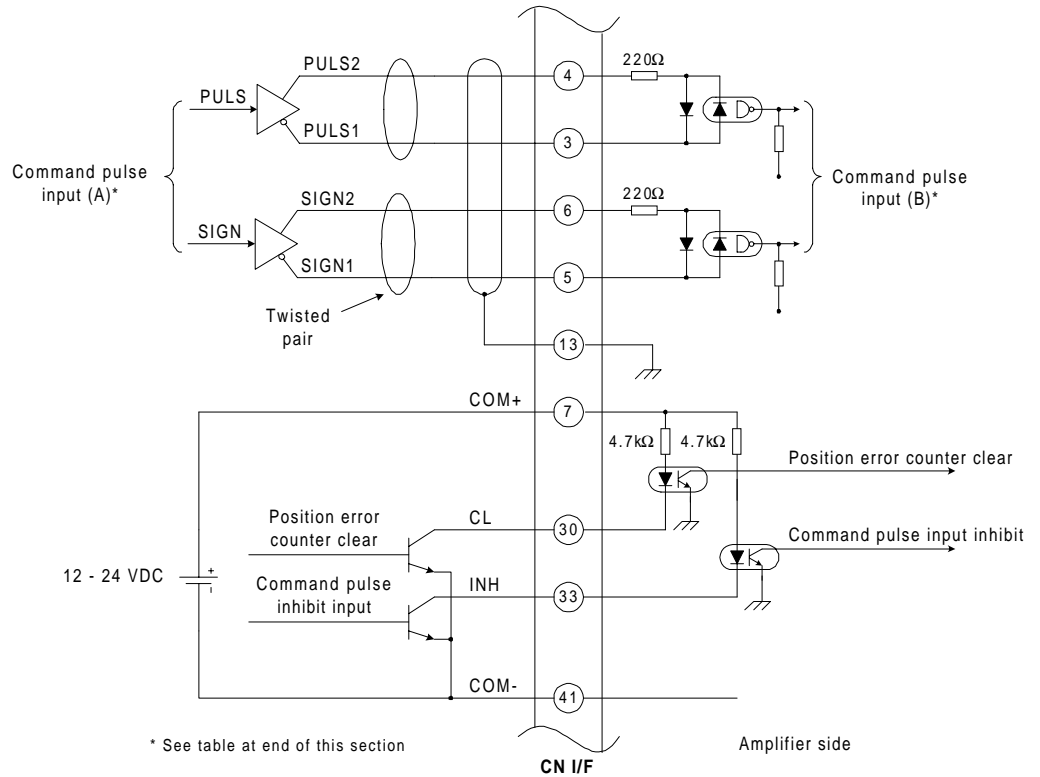 PULS2
4
220Ω
PULS
PULS1
3
Command pulse
input (A)*
Command pulse
input (B)*
SIGN2
6
220Ω
SIGN
SIGN1
5
Twisted
pair
13
COM+
7
4.7kΩ
4.7kΩ
Position error counter clear
Position error
counter clear
CL
30
Command pulse input inhibit
12 - 24 VDC
+
-
Command pulse
inhibit input
INH
33
COM-
41
* See table at end of this section
Amplifier side
CN I/F